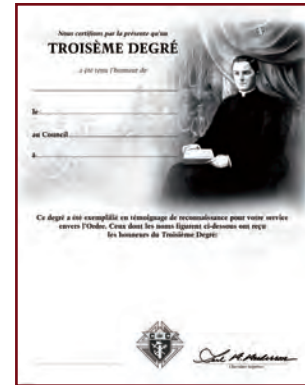 Nous certifions par la présente qu'un
TROISÈME DEGRÉ
a été tenu l'honneur de
le
au Conseil
à
Ce degré a été exemplifié en témoignage de reconnaissance pour votre service
envers l'Ordre. Ceux dont les noms figurent ci-dessous ont reçu
les honneurs du Troisième Degré: